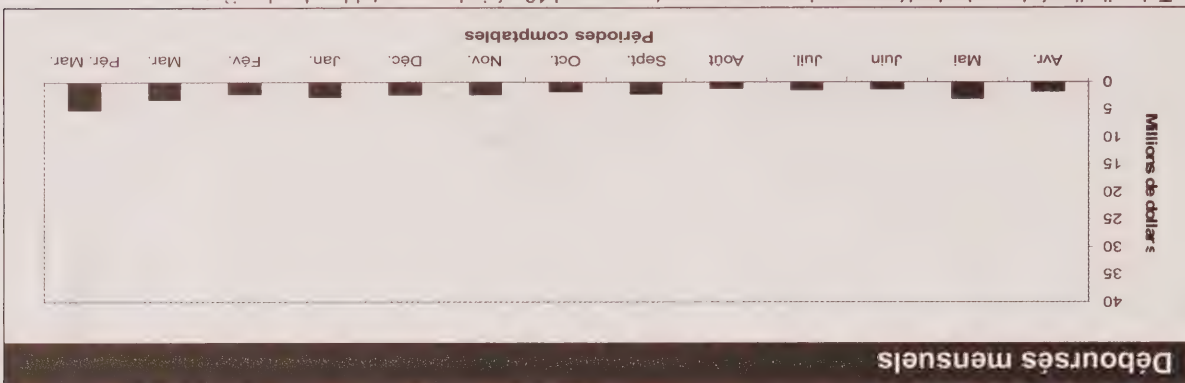 Déboursés mensuels
Millions de dollars
40
35
30
25
20
15
10
5
0
Avr. Mai Juin Juil. Août Sept. Oct. Nov. Déc. Jan. Fév. Mar. Pér. Mar.
Périodes comptables